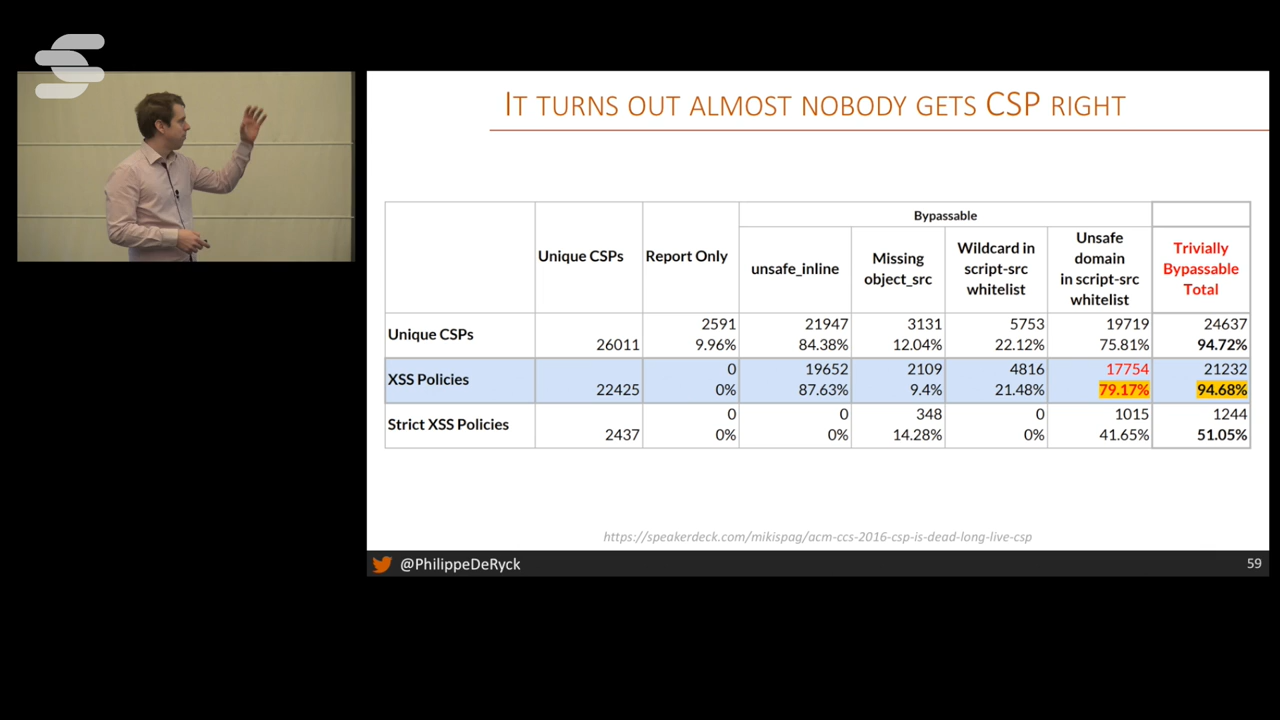 IT TURNS OUT ALMOST NOBODY GETS CSP RIGHT
Bypassable
Unique CSPs
Report Only
unsafe_inline
Missing
object_src
Wildcard in
script-src
whitelist
Unsafe
domain
in script-src
whitelist
Trivially
Bypassable
Total
Unique CSPs
26011
2591
9.96%
21947
84.38%
3131
12.04%
5753
22.12%
19719
75.81%
24637
94.72%
XSS Policies
22425
0
0%
19652
87.63%
2109
9.4%
4816
21.48%
17754
79.17%
21232
94.68%
Strict XSS Policies
2437
0
0%
0
0%
348
14.28%
0
0%
1015
41.65%
1244
51.05%
https://speakerdeck.com/mikispag/acm-ccs-2016-csp-is-dead-long-live-csp
@PhilippeDeRyck
59